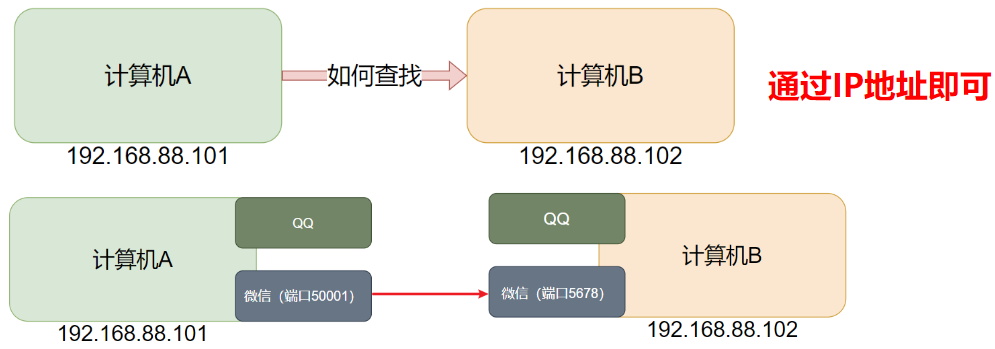 计算机A
如何查找
计算机B
通过IP地址即可
192.168.88.101
192.168.88.102
计算机A
QQ
微信（端口50001）
QQ
微信（端口5678）
计算机B
192.168.88.101
192.168.88.102